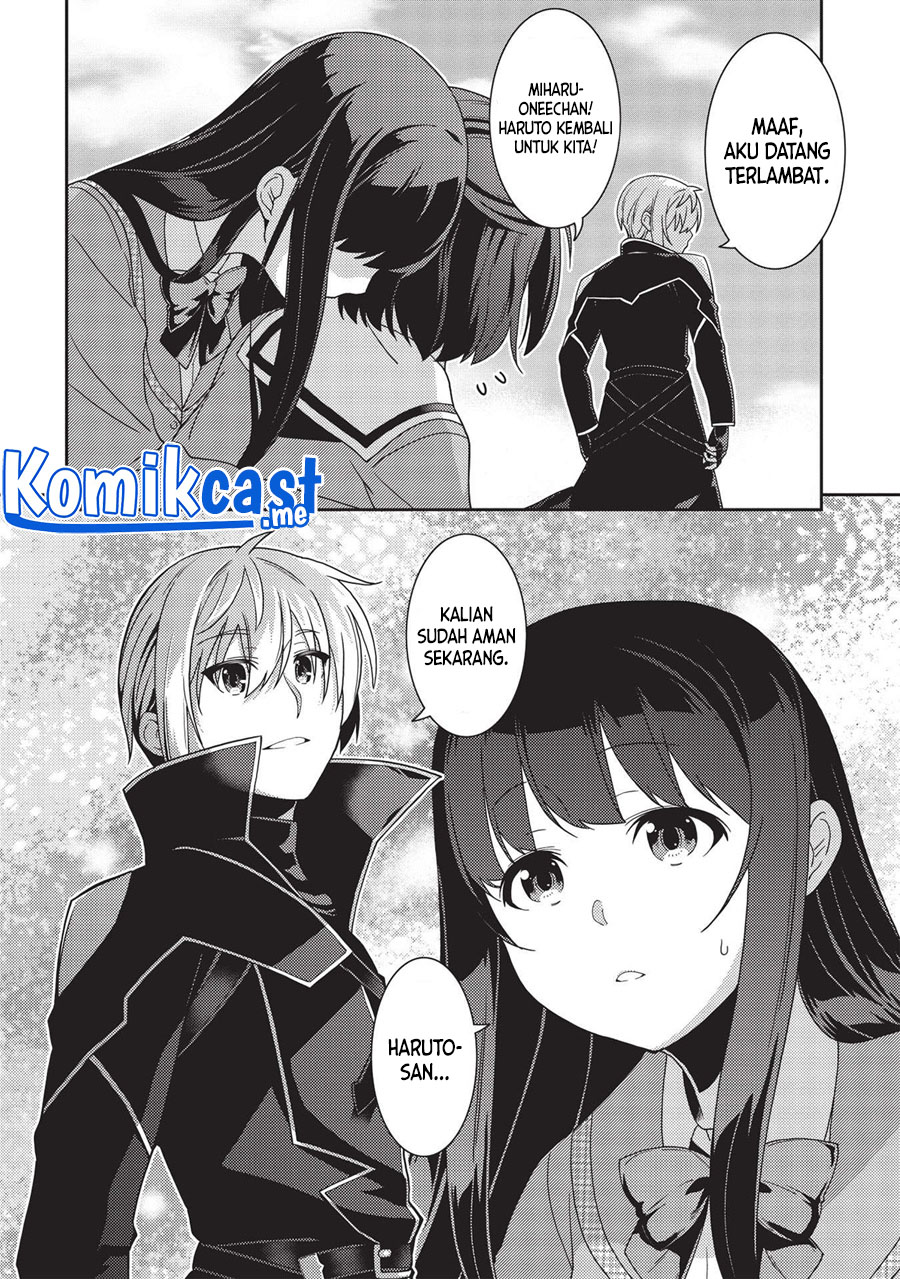 MAAF,
AKU DATANG
TERLAMBAT.
MIHARU-
ONEECHAN!
HARUTO KEMBALI
UNTUK KITA!
Komikcast
.me
KALIAN
SUDAH AMAN
SEKARANG.
HARUTO-
SAN...